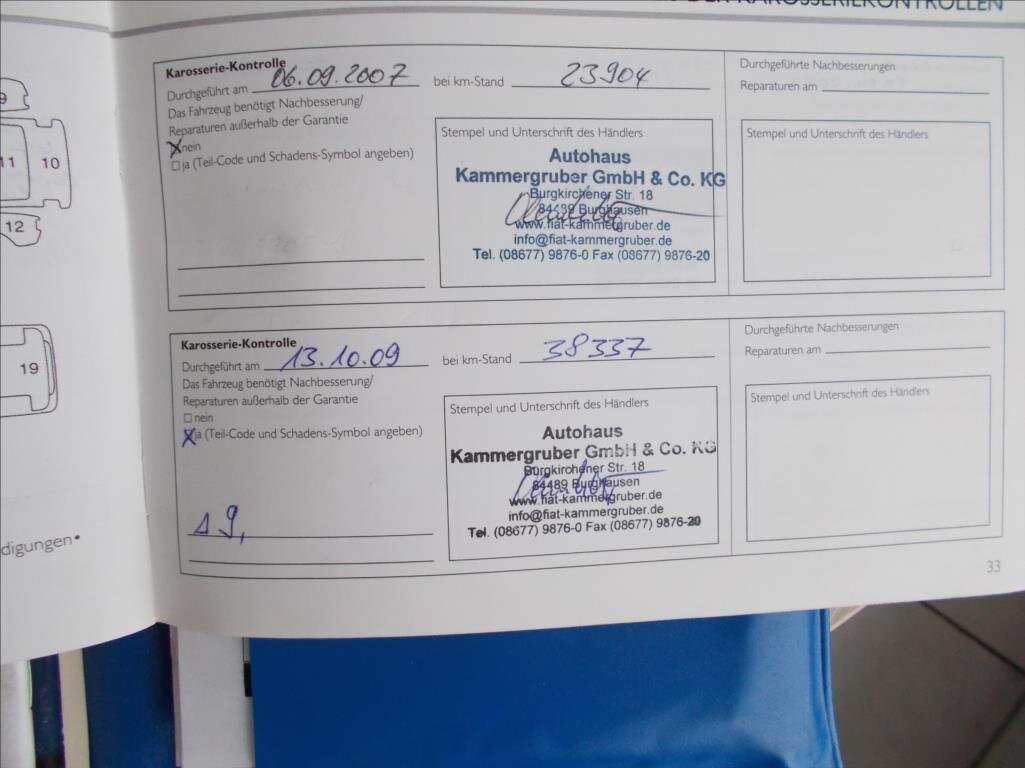 DER KAROSSERIEKONTROLLEN
9
11
10
12
19
digungen
Karosserie-Kontrolle
Durchgeführt am 06.09.2007 bei km-Stand 23904
Das Fahrzeug benötigt Nachbesserung/
Reparaturen außerhalb der Garantie
nein
ja (Teil-Code und Schadens-Symbol angeben)
Stempel und Unterschrift des Händlers
Autohaus
Kammergruber GmbH & Co. KG
Burgkirchener Str. 18
84489 Burghausen
www.fiat-kammergruber.de
info@fiat-kammergruber.de
Tel. (08677) 9876-0 Fax (08677) 9876-20
Durchgeführte Nachbesserungen
Reparaturen am
Stempel und Unterschrift des Händlers
Karosserie-Kontrolle
Durchgeführt am 13.10.09 bei km-Stand 38337
Das Fahrzeug benötigt Nachbesserung/
Reparaturen außerhalb der Garantie
nein
ja (Teil-Code und Schadens-Symbol angeben)
Stempel und Unterschrift des Händlers
Autohaus
Kammergruber GmbH & Co. KG
Burgkirchener Str. 18
84489 Burghausen
www.fiat-kammergruber.de
info@fiat-kammergruber.de
Tel. (08677) 9876-0 Fax (08677) 9876-20
Durchgeführte Nachbesserungen
Reparaturen am
Stempel und Unterschrift des Händlers
33